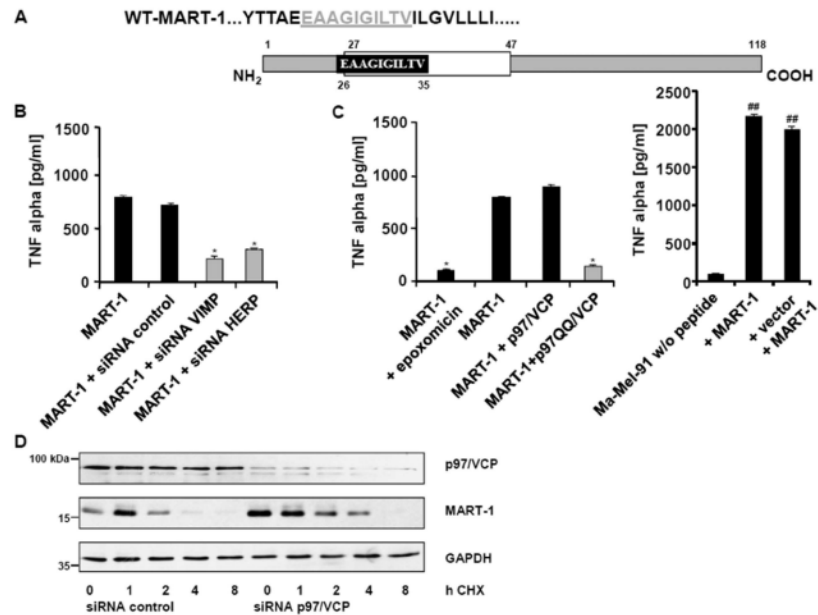 A
WT-MART-1...YTTAEEAAGIGILTVILGVLLLI.....
1 27 47 118
NH2 EAAGIGILTV COOH
26 35
B
TNF alpha [pg/ml]
1500
1000
500
0
MART-1
MART-1 + siRNA control
* MART-1 + siRNA VIMP
* MART-1 + siRNA HERP
C
TNF alpha [pg/ml]
1500
1000
500
0
*
MART-1
+ epoxomicin
MART-1
MART-1 + p97/VCP
*
MART-1+p97QQ/VCP
TNF alpha [pg/ml]
2500
2000
1500
1000
500
0
Ma-Mel-91 w/o peptide
##
+ MART-1
##
+ vector
+ MART-1
D
100 kDa
p97/VCP
15
MART-1
35
GAPDH
0 1 2 4 8 0 1 2 4 8 h CHX
siRNA control siRNA p97/VCP